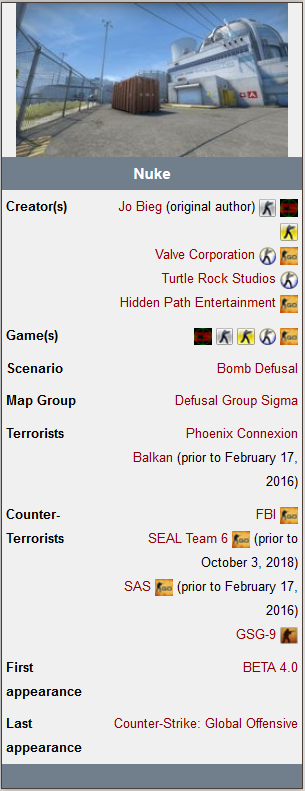 Nuke
Creator(s) Jo Bieg (original author)
Valve Corporation
Turtle Rock Studios
Hidden Path Entertainment
Game(s)
Scenario Bomb Defusal
Map Group Defusal Group Sigma
Terrorists Phoenix Connexion
Balkan (prior to February 17,
2016)
Counter- FBI
Terrorists SEAL Team 6 (prior to
October 3, 2018)
SAS (prior to February 17,
2016)
GSG-9
First BETA 4.0
appearance
Last Counter-Strike: Global Offensive
appearance